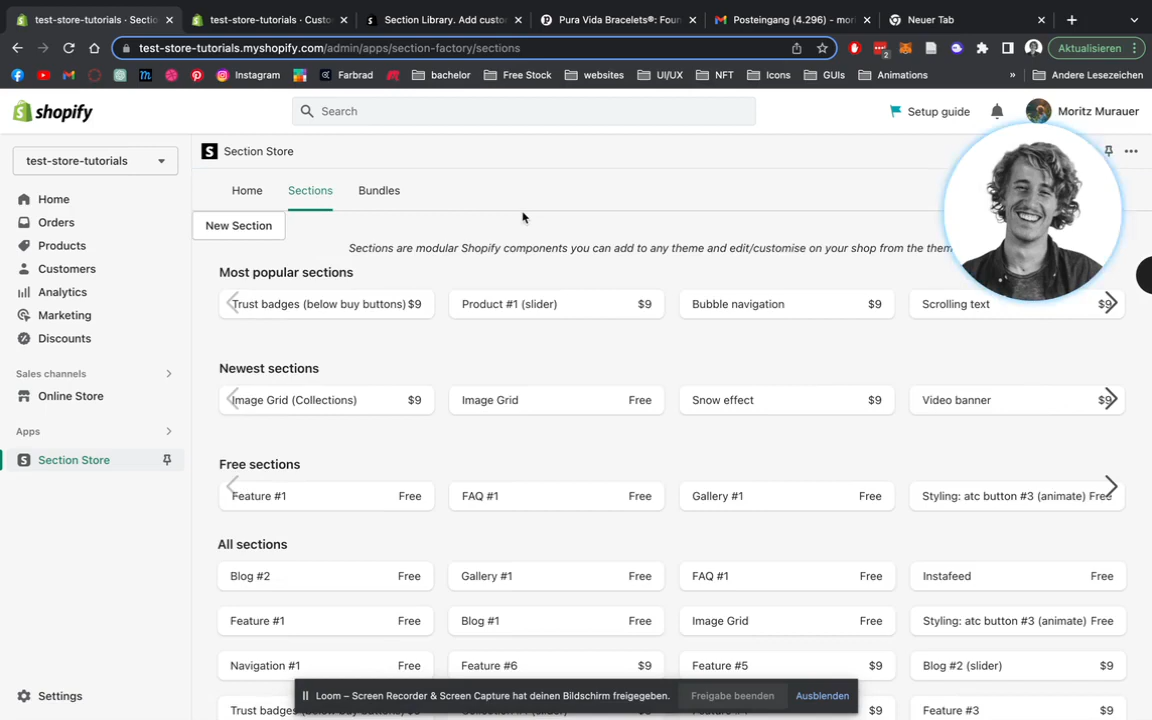 test-store-tutorials · Sectio
test-store-tutorials · Custo
Section Library. Add custo
Pura Vida Bracelets®: Foun
Posteingang (4.296) – mori
Neuer Tab
test-store-tutorials.myshopify.com/admin/apps/section-factory/sections
2
Aktualisieren
Instagram
Farbrad
bachelor
Free Stock
websites
UI/UX
NFT
Icons
GUIs
Animations
»
Andere Lesezeichen
shopify
Search
Setup guide
Moritz Murauer
test-store-tutorials
Section Store
Home
Sections
Bundles
Home
Orders
Products
Customers
Analytics
Marketing
Discounts
Sales channels
Online Store
Apps
Section Store
Settings
New Section
Sections are modular Shopify components you can add to any theme and edit/customise on your shop from the them
Most popular sections
Trust badges (below buy buttons) $9
Product #1 (slider) $9
Bubble navigation $9
Scrolling text $9
Newest sections
Image Grid (Collections) $9
Image Grid Free
Snow effect $9
Video banner $9
Free sections
Feature #1 Free
FAQ #1 Free
Gallery #1 Free
Styling: atc button #3 (animate) Free
All sections
Blog #2 Free
Gallery #1 Free
FAQ #1 Free
Instafeed Free
Feature #1 Free
Blog #1 Free
Image Grid Free
Styling: atc button #3 (animate) Free
Navigation #1 Free
Feature #6 $9
Feature #5 $9
Blog #2 (slider) $9
Trust badges
Feature #3 $9
Loom – Screen Recorder & Screen Capture hat deinen Bildschirm freigegeben.
Freigabe beenden
Ausblenden